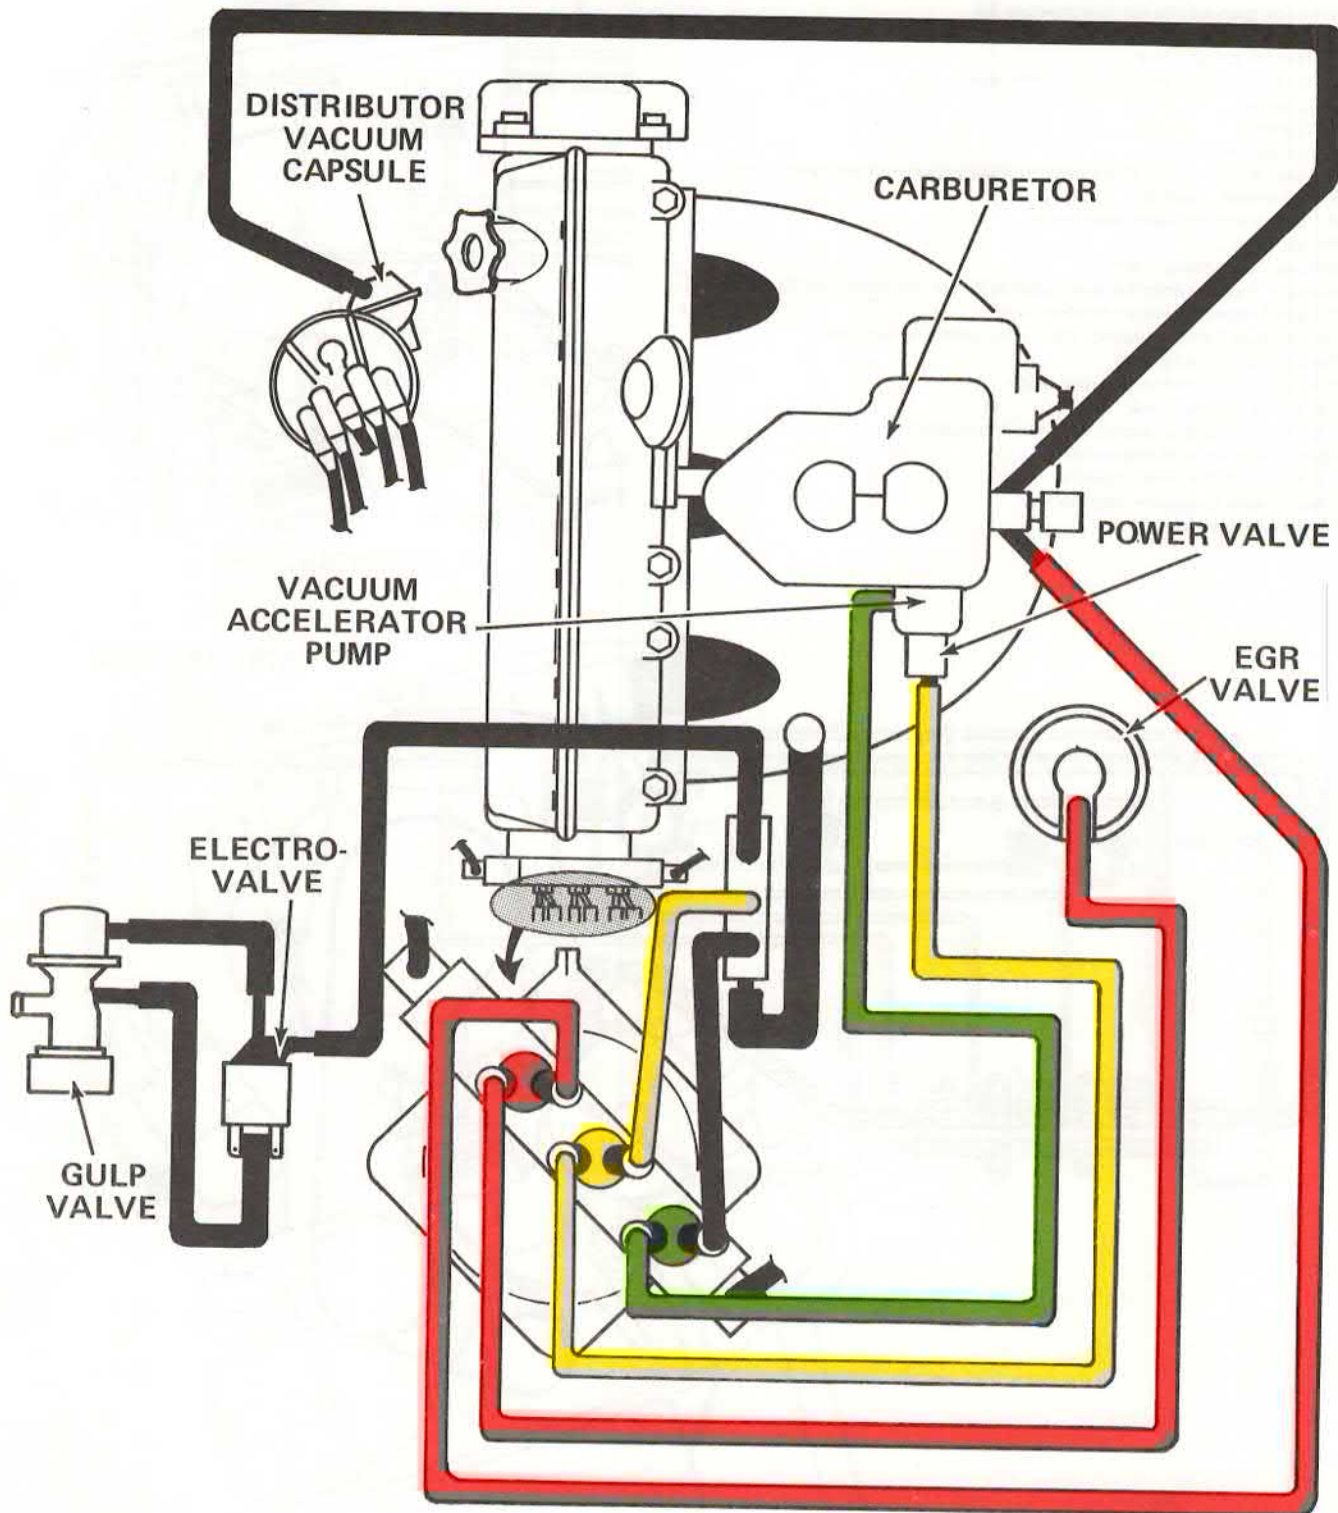 DISTRIBUTOR
VACUUM
CAPSULE
CARBURETOR
POWER VALVE
VACUUM
ACCELERATOR
PUMP
EGR
VALVE
ELECTRO-
VALVE
GULP
VALVE